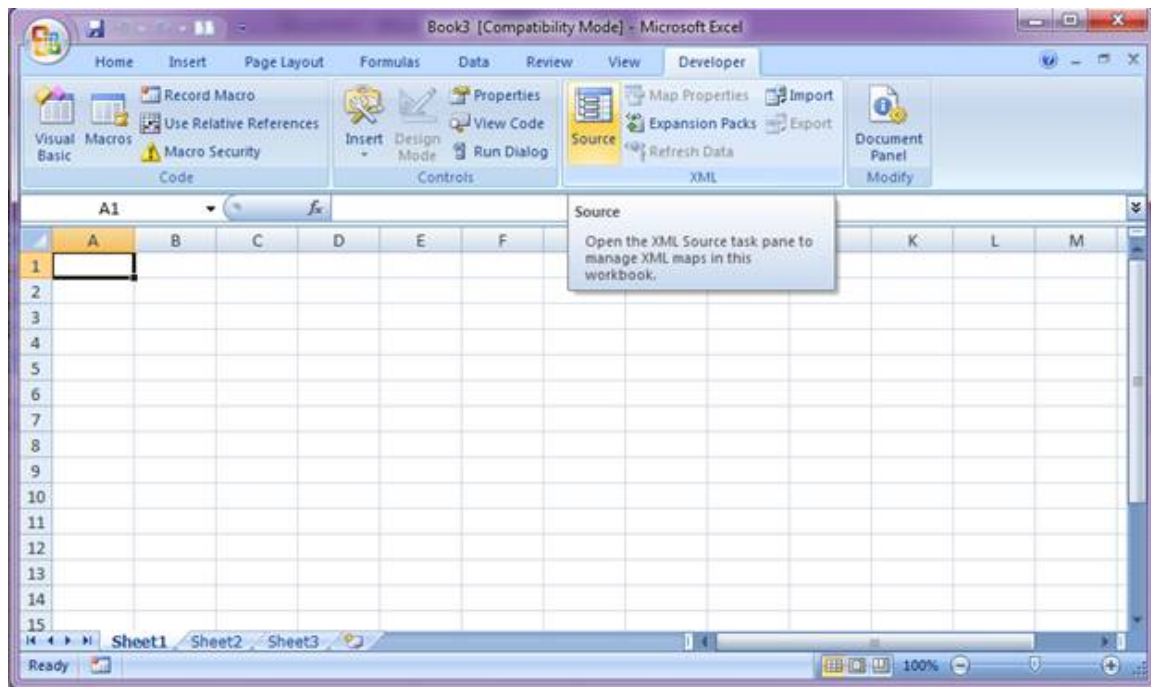 Book3 [Compatibility Mode] - Microsoft Excel
Home Insert Page Layout Formulas Data Review View Developer
Visual Basic
Macros
Record Macro
Use Relative References
Macro Security
Code
Insert
Design Mode
Properties
View Code
Run Dialog
Controls
Source
Map Properties
Expansion Packs
Refresh Data
Import
Export
XML
Document Panel
Modify
A1 fx
Source
Open the XML Source task pane to
manage XML maps in this
workbook.
A B C D E F K L M
1
2
3
4
5
6
7
8
9
10
11
12
13
14
15
Sheet1 Sheet2 Sheet3
Ready 100%